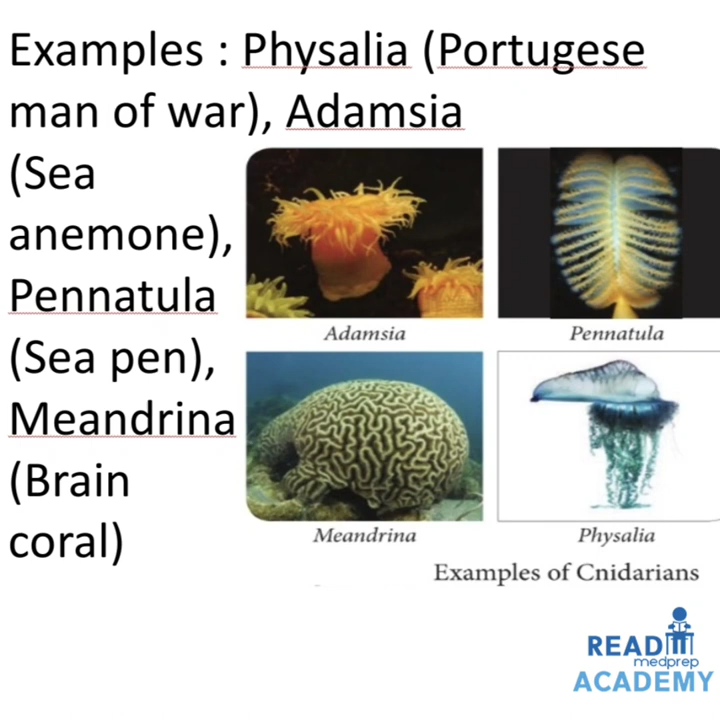 Examples : Physalia (Portugese
man of war), Adamsia
(Sea
anemone),
Pennatula
(Sea pen),
Meandrina
(Brain
coral)
Adamsia
Pennatula
Meandrina
Physalia
Examples of Cnidarians
READ
medprep
ACADEMY